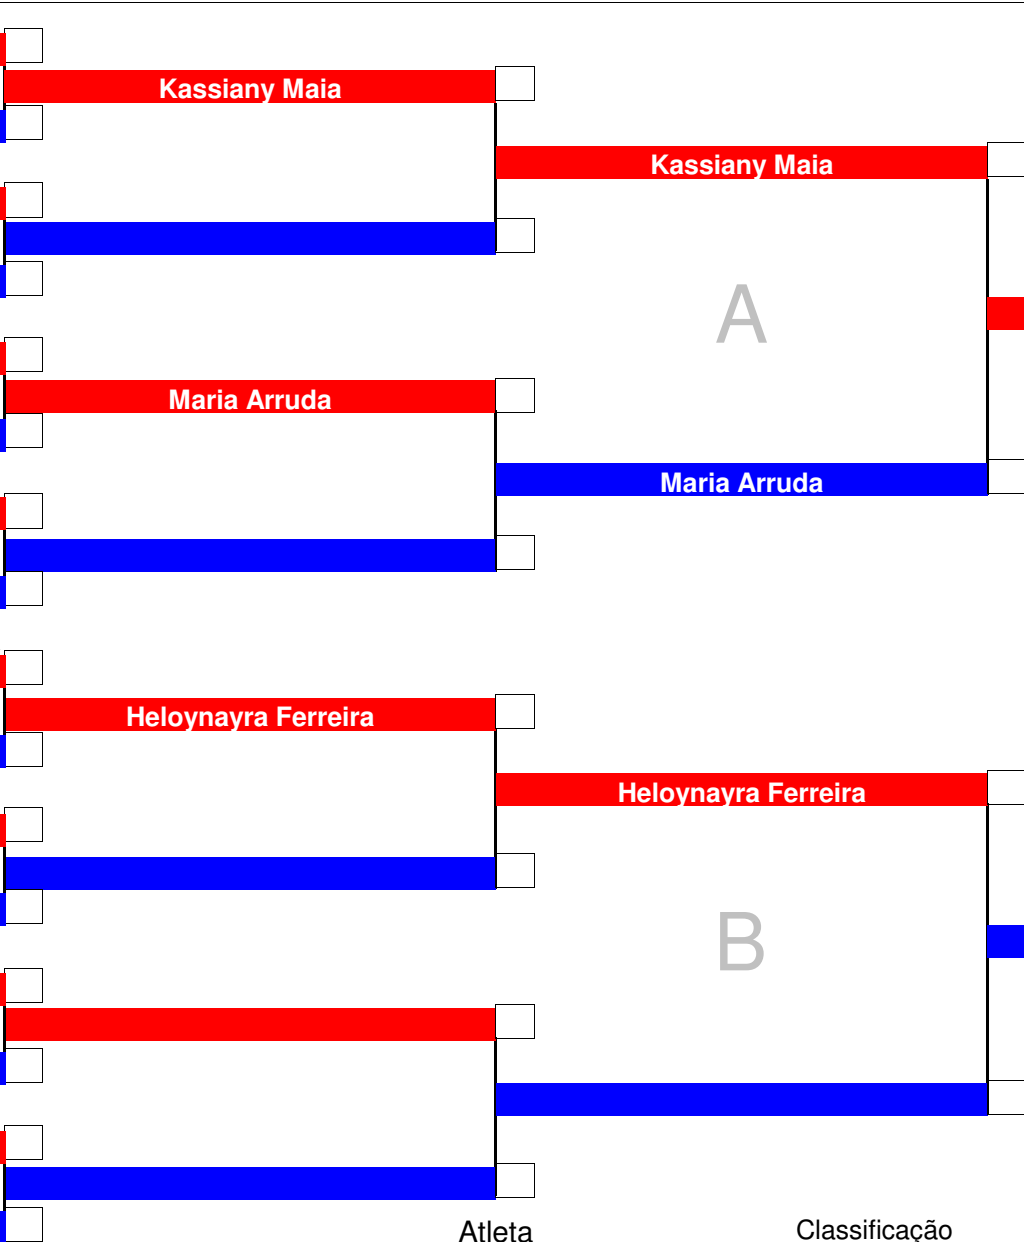 Kassiany Maia
Kassiany Maia
A
Maria Arruda
Maria Arruda
Heloynayra Ferreira
Heloynayra Ferreira
B
Atleta
Classificação